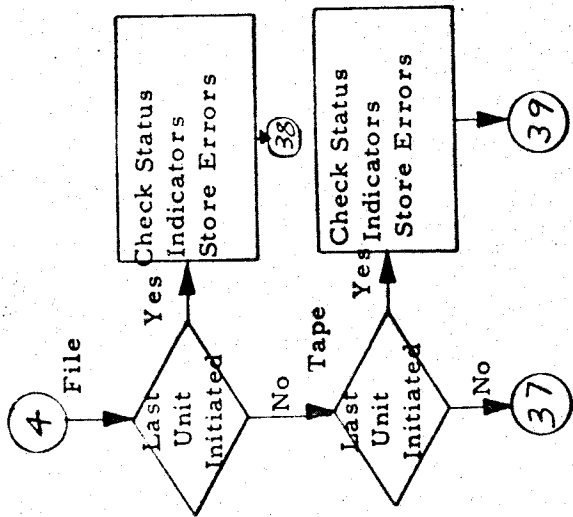 4
File
Last
Unit
Initiated
Yes
Check Status
Indicators
Store Errors
38
No
Tape
Last
Unit
Initiated
Yes
Check Status
Indicators
Store Errors
39
No
37